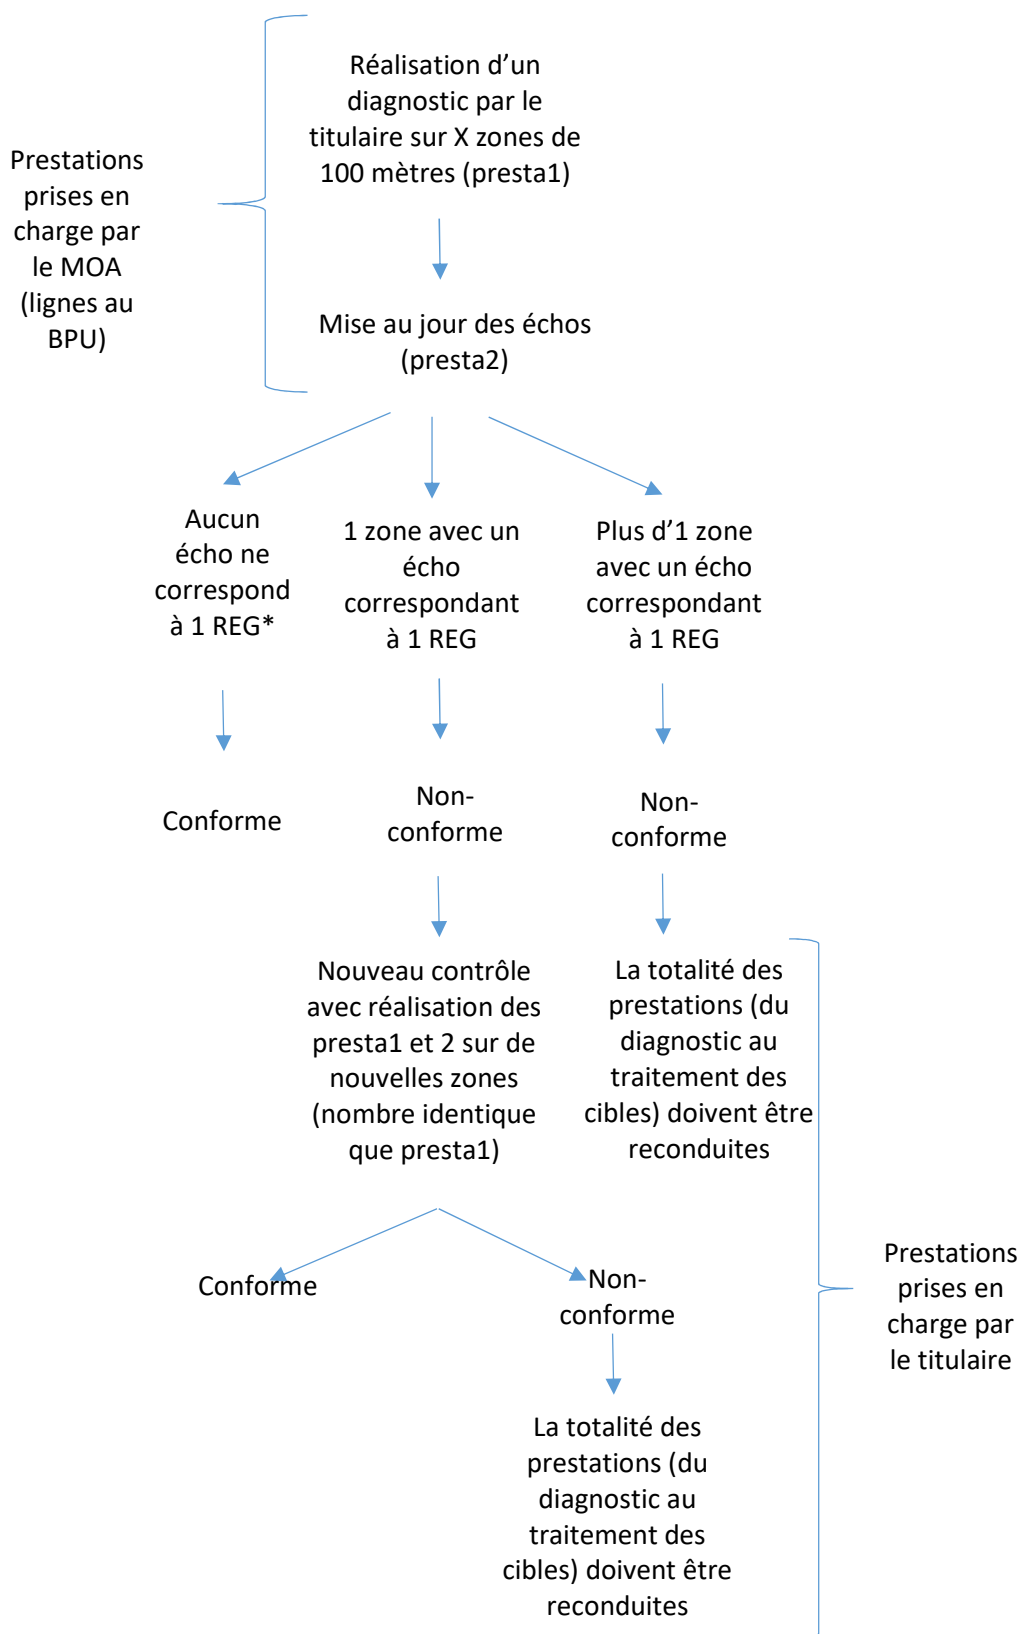 Réalisation d’un
diagnostic par le
titulaire sur X zones de
100 mètres (presta1)
Prestations
prises en
charge par
le MOA
(lignes au
BPU)
Mise au jour des échos
(presta2)
Aucun
écho ne
correspond
à 1 REG*
1 zone avec un
écho
correspondant
à 1 REG
Plus d’1 zone
avec un écho
correspondant
à 1 REG
Conforme
Non-
conforme
Non-
conforme
Nouveau contrôle
avec réalisation des
presta1 et 2 sur de
nouvelles zones
(nombre identique
que presta1)
La totalité des
prestations (du
diagnostic au
traitement des
cibles) doivent être
reconduites
Conforme
Non-
conforme
Prestations
prises en
charge par
le titulaire
La totalité des
prestations (du
diagnostic au
traitement des
cibles) doivent être
reconduites